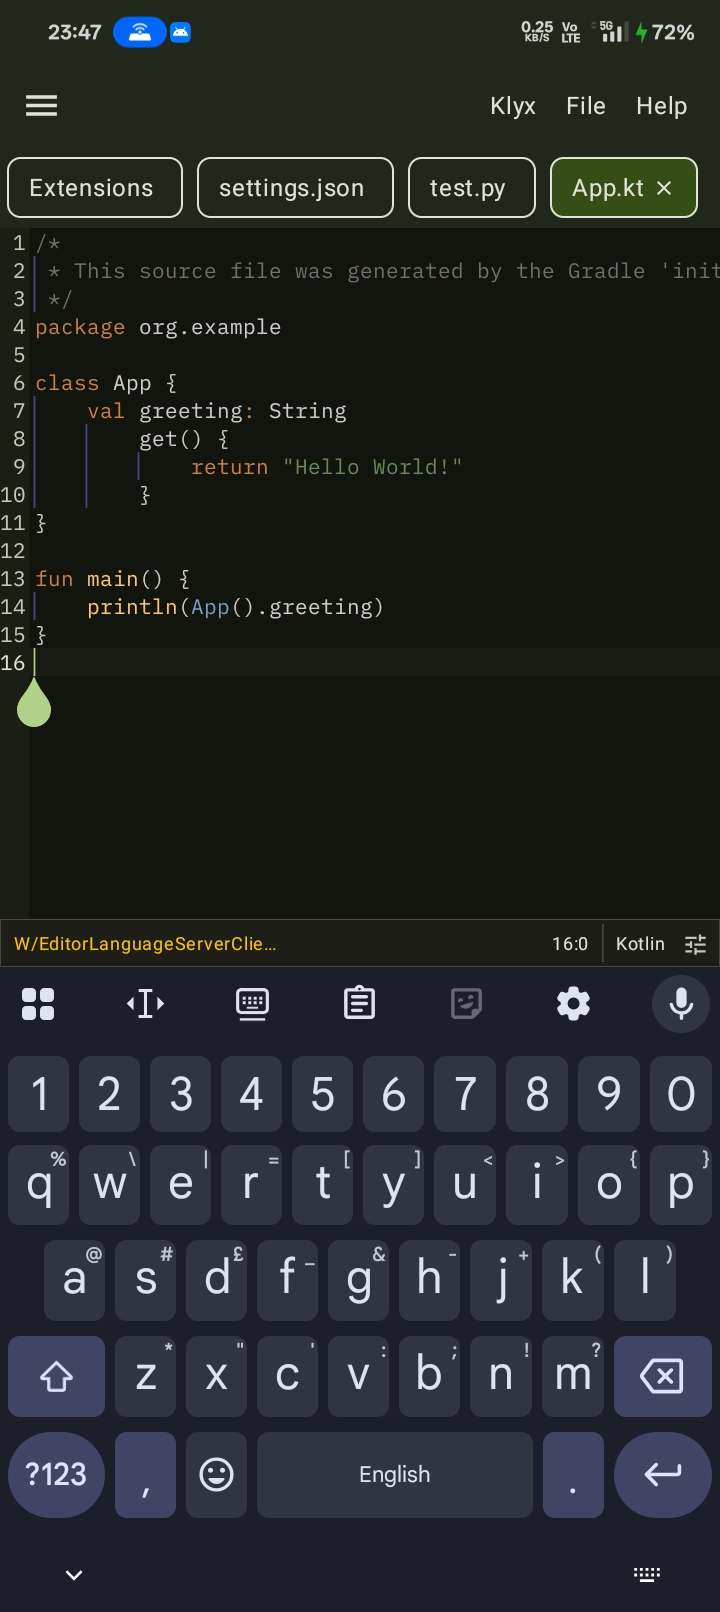 23:47
0.25 KB/S Vo LTE 5G 72%
Klyx File Help
Extensions settings.json test.py App.kt ×
1 /*
2  * This source file was generated by the Gradle 'init
3  */
4 package org.example
5
6 class App {
7     val greeting: String
8         get() {
9             return "Hello World!"
10         }
11 }
12
13 fun main() {
14     println(App().greeting)
15 }
16
W/EditorLanguageServerClie… 16:0 Kotlin
1 2 3 4 5 6 7 8 9 0
q % w \ e | r = t [ y ] u < i > o { p }
a @ s # d £ f _ g & h - j + k ( l )
z * x " c ' v : b ; n ! m ?
?123 , English .